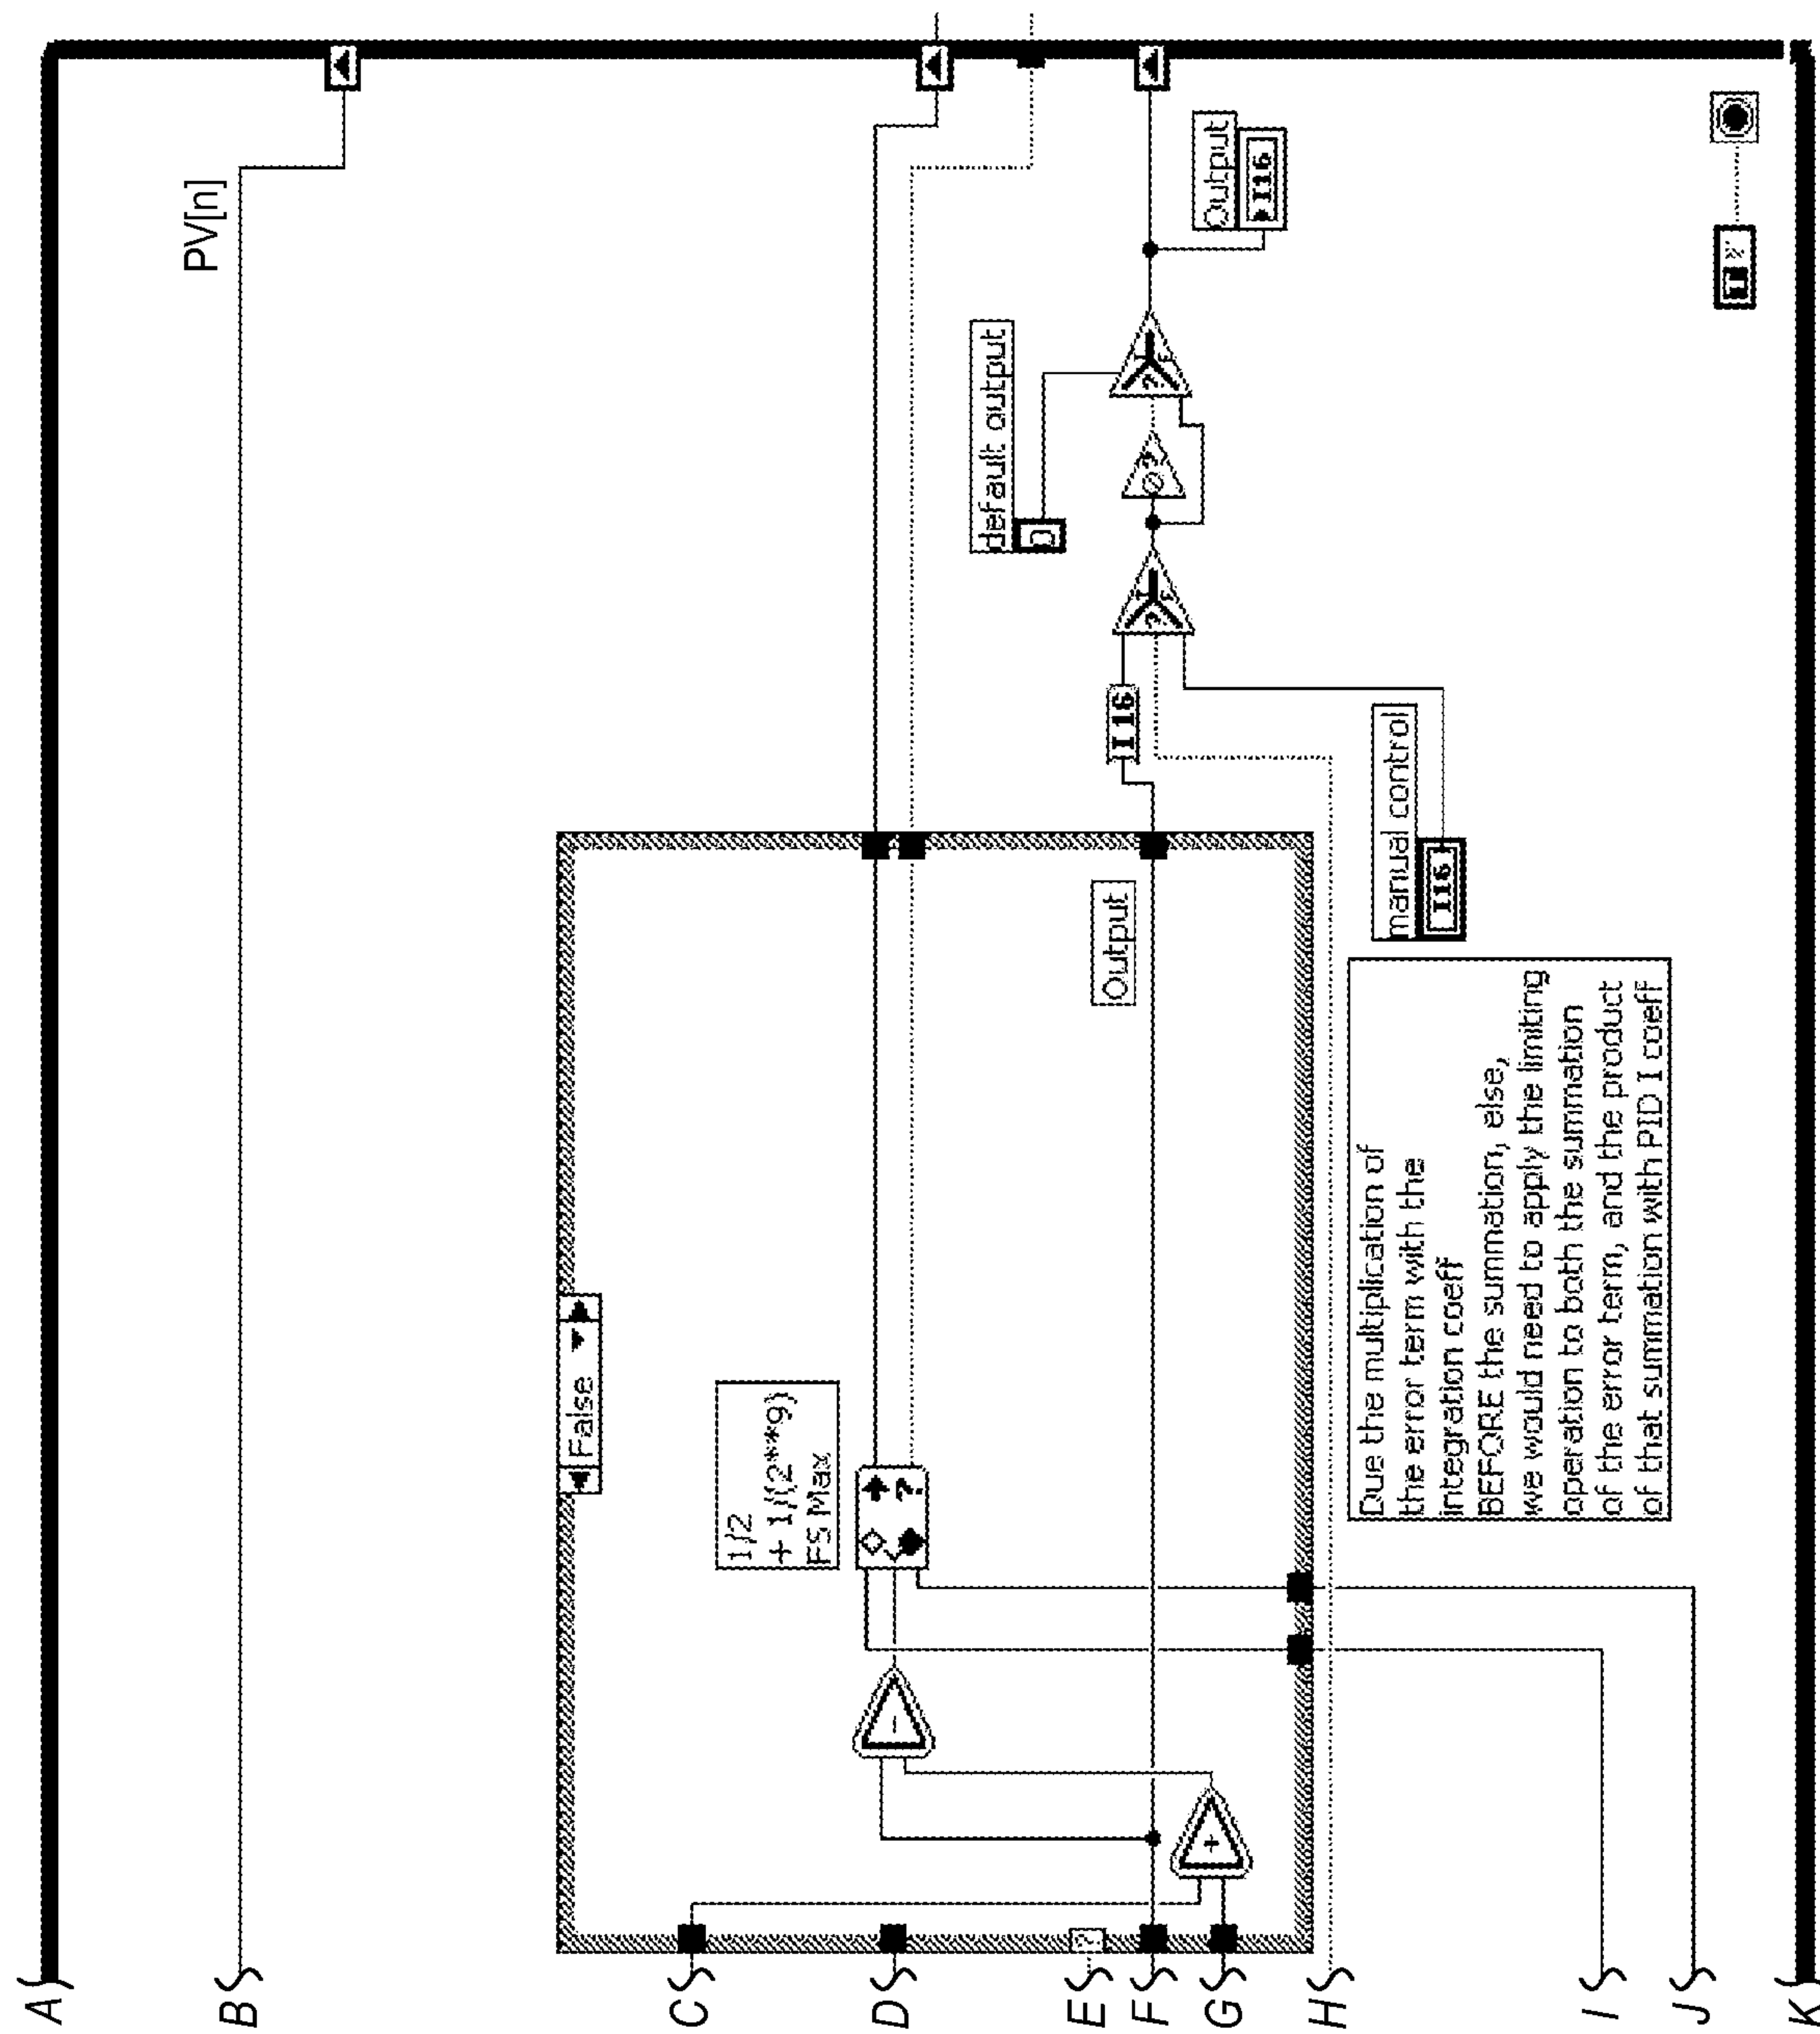 A
B
C
D
E
F
G
H
I
J
K
PV[n]
False
1/2
+ 1/(2**9)
FS Max
Output
I16
default output
0
Output
I16
manual control
I16
Due the multiplication of
the error term with the
integration coeff
BEFORE the summation, else,
we would need to apply the limiting
operation to both the summation
of the error term, and the product
of that summation with PID I coeff